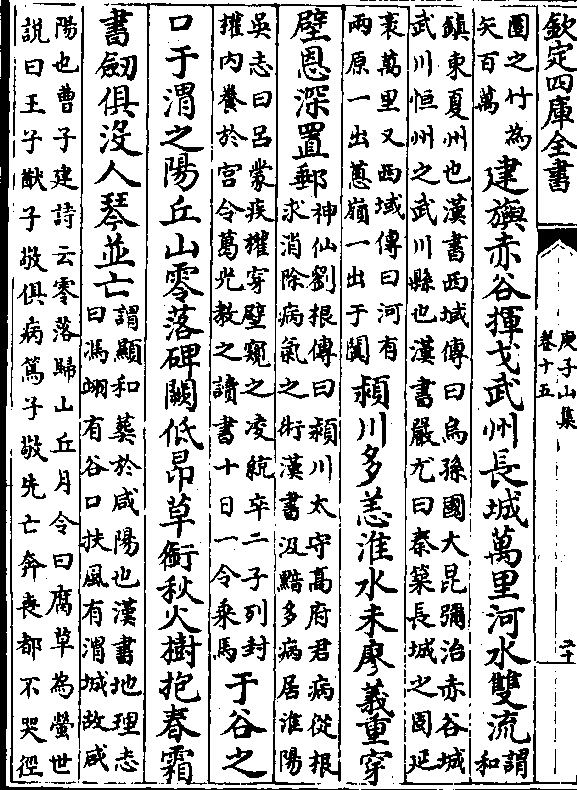 欽定四庫全書
庚子山集
卷十五
圍之竹為
矢百萬
建旟赤谷揮戈武州長城萬里河水雙流
謂
和
鎮東夏州也漢書西域傳曰烏孫國大昆彌治赤谷城
武川恒州之武川縣也漢書嚴尤曰秦築長城之固延
袤萬里又西域傳曰河有
兩原一出蔥嶺一出于闐
潁川多恙淮水未廖義重穿
壁恩深置郵
神仙劉根傳曰潁川太守高府君病從根
求消除病氣之術漢書汲黯多病居淮陽
吳志曰呂蒙疾權穿壁窺之凌統卒二子列封
權內養於宮令葛光教之讀書十日一令乘馬
于谷之
口于渭之陽丘山零落碑闕低昂草銜秋火樹抱春霜
書劒俱沒人琴並亡
謂顯和葬於咸陽也漢書地理志
曰馮翊有谷口扶風有渭城故咸
陽也曹子建詩云零落歸山丘月令曰腐草為螢世
說曰王子猷子敬俱病篤子敬先亡奔喪都不哭徑